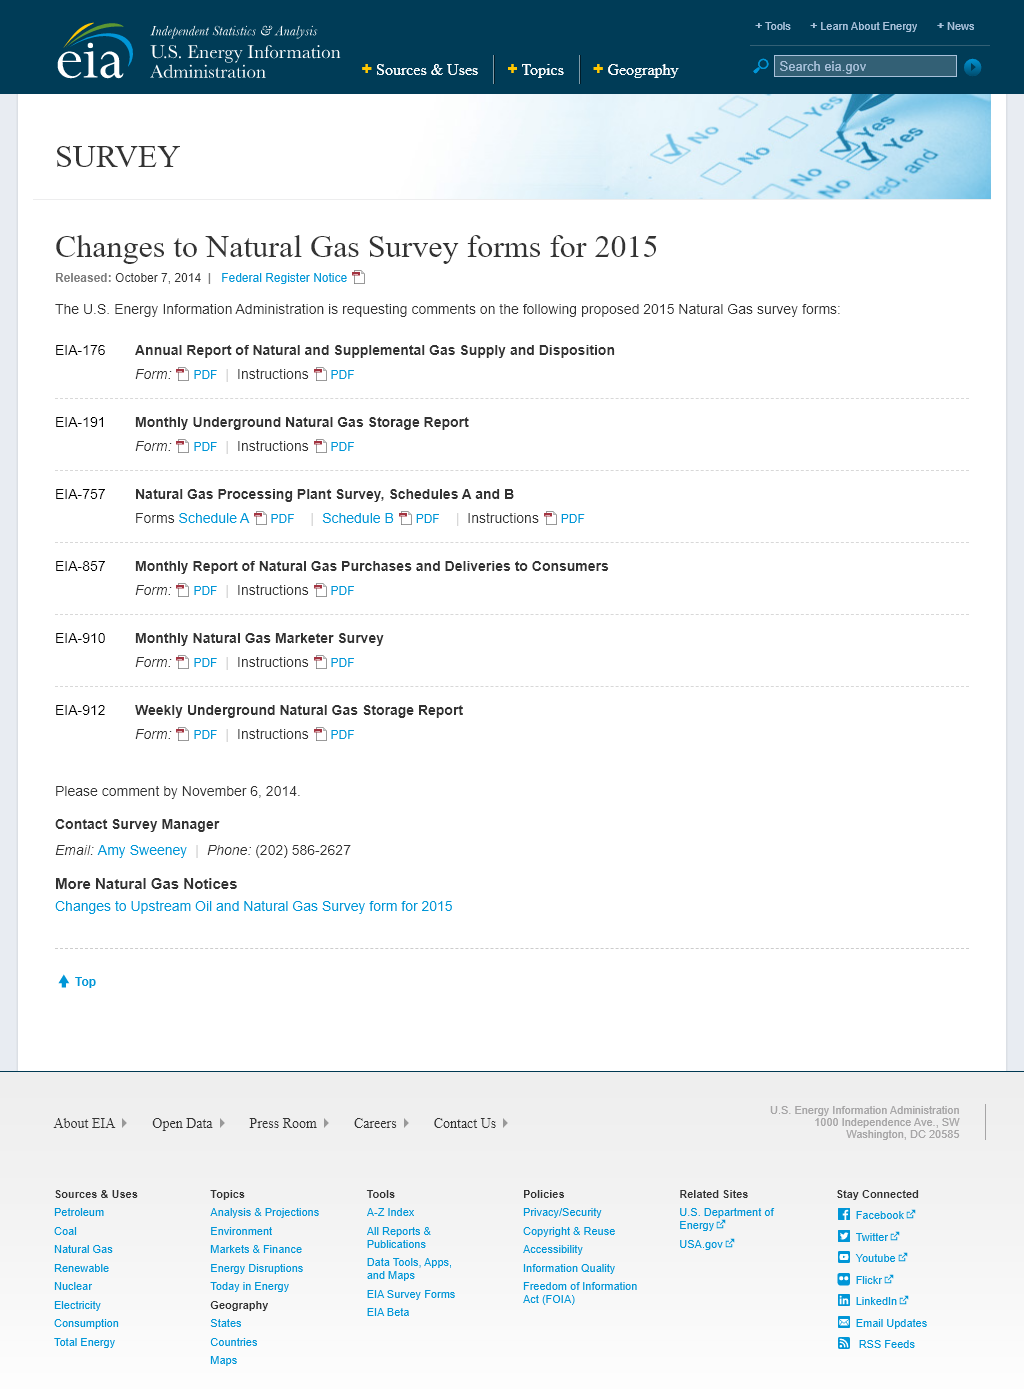 Independent Statistics & Analysis
eia U.S. Energy Information
Administration
+ Sources & Uses
+ Topics
+ Geography
+ Tools
+ Learn About Energy
+ News
Search eia.gov
No
Yes
No
Yes
No
Yes
No
Yes
SURVEY
Changes to Natural Gas Survey forms for 2015
Released: October 7, 2014 | Federal Register Notice
The U.S. Energy Information Administration is requesting comments on the following proposed 2015 Natural Gas survey forms:
EIA-176 Annual Report of Natural and Supplemental Gas Supply and Disposition
Form: PDF | Instructions PDF
EIA-191 Monthly Underground Natural Gas Storage Report
Form: PDF | Instructions PDF
EIA-757 Natural Gas Processing Plant Survey, Schedules A and B
Forms Schedule A PDF | Schedule B PDF | Instructions PDF
EIA-857 Monthly Report of Natural Gas Purchases and Deliveries to Consumers
Form: PDF | Instructions PDF
EIA-910 Monthly Natural Gas Marketer Survey
Form: PDF | Instructions PDF
EIA-912 Weekly Underground Natural Gas Storage Report
Form: PDF | Instructions PDF
Please comment by November 6, 2014.
Contact Survey Manager
Email: Amy Sweeney | Phone: (202) 586-2627
More Natural Gas Notices
Changes to Upstream Oil and Natural Gas Survey form for 2015
Top
About EIA
Open Data
Press Room
Careers
Contact Us
U.S. Energy Information Administration
1000 Independence Ave., SW
Washington, DC 20585
Sources & Uses
Petroleum
Coal
Natural Gas
Renewable
Nuclear
Electricity
Consumption
Total Energy
Topics
Analysis & Projections
Environment
Markets & Finance
Energy Disruptions
Today in Energy
Geography
States
Countries
Maps
Tools
A-Z Index
All Reports &
Publications
Data Tools, Apps,
and Maps
EIA Survey Forms
EIA Beta
Policies
Privacy/Security
Copyright & Reuse
Accessibility
Information Quality
Freedom of Information
Act (FOIA)
Related Sites
U.S. Department of
Energy
USA.gov
Stay Connected
Facebook
Twitter
Youtube
Flickr
LinkedIn
Email Updates
RSS Feeds